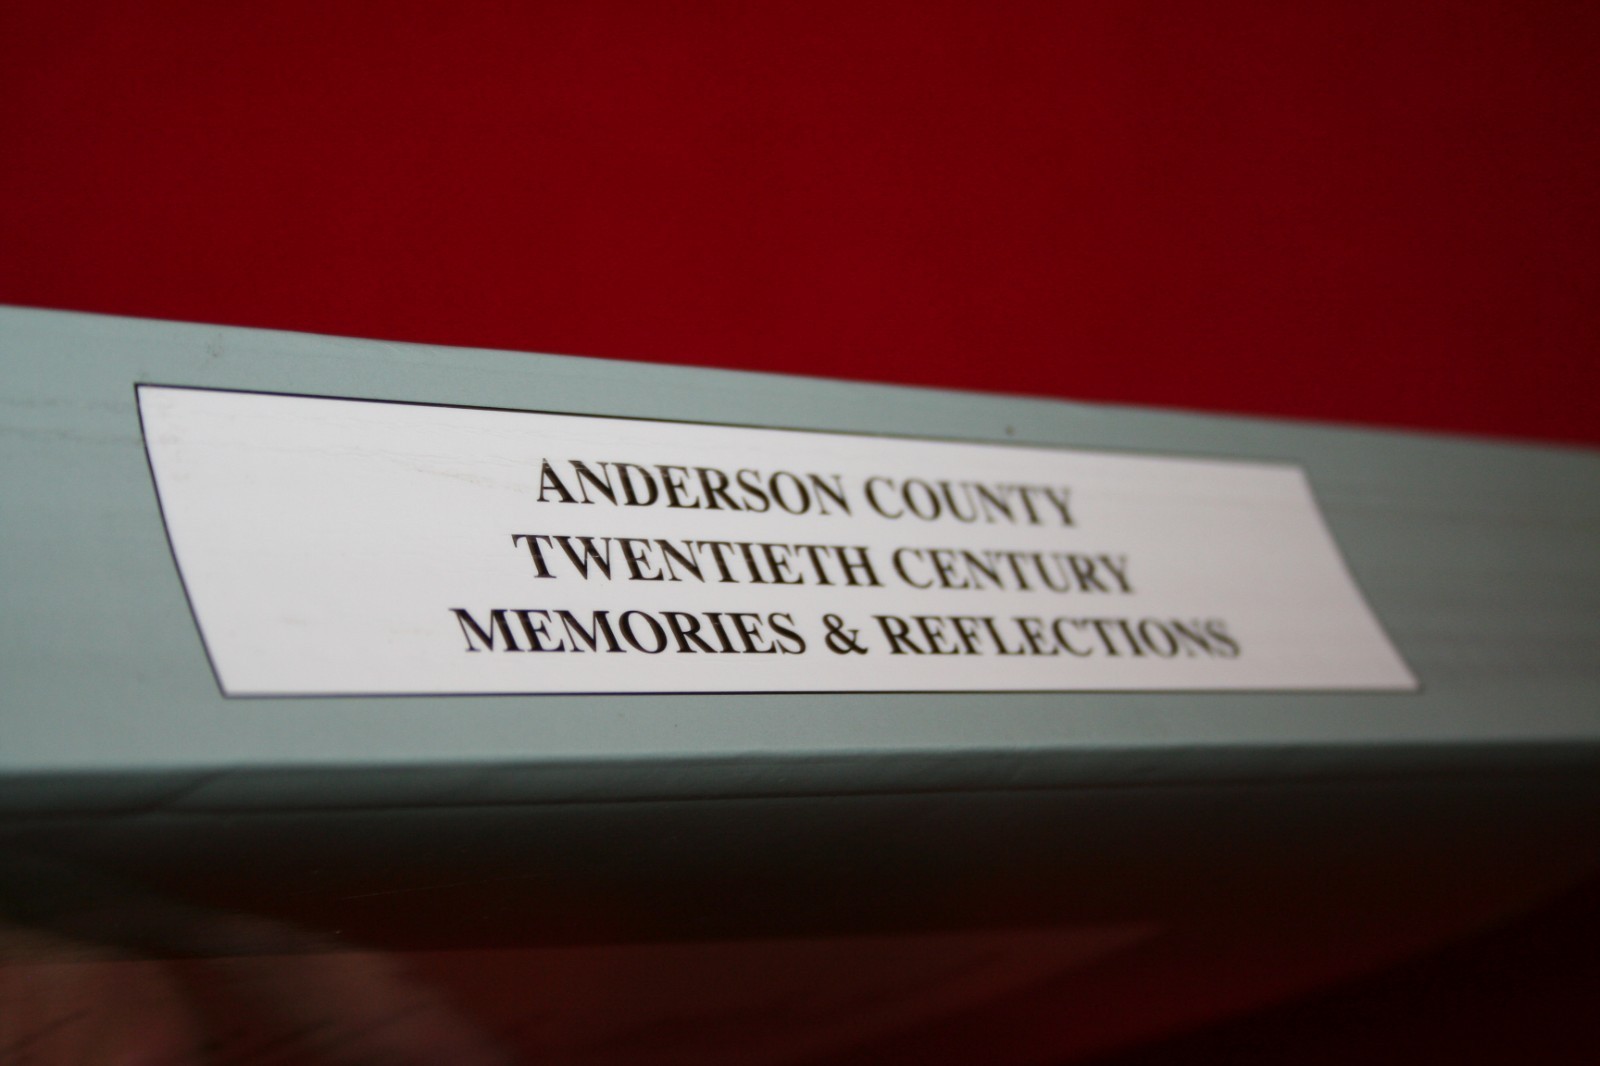 ANDERSON COUNTY
TWENTIETH CENTURY
MEMORIES & REFLECTIONS